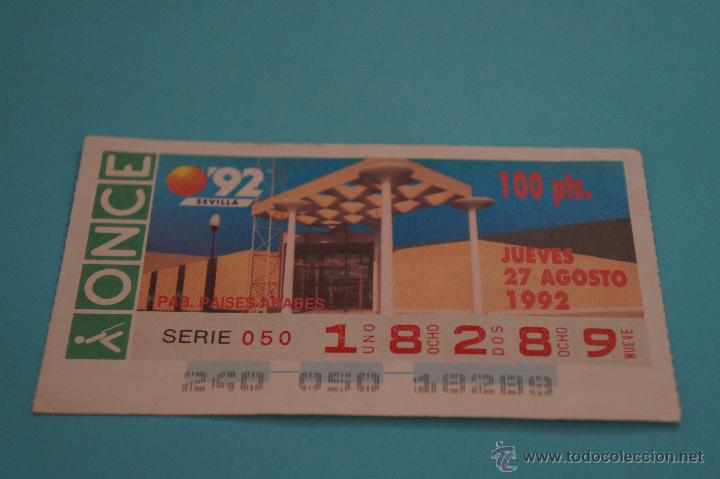 ONCE
'92
SEVILLA
100 pts.
JUEVES
27 AGOSTO
1992
PAB. PAISES ARABES
SERIE 050
1 UNO 8 OCHO 2 DOS 8 OCHO 9 NUEVE
240 050 18289
© www.todocoleccion.net